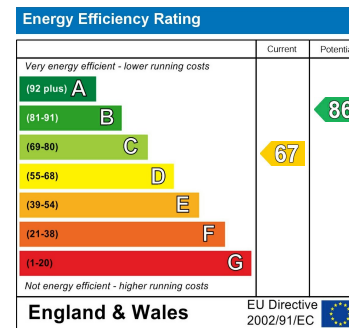 Energy Efficiency Rating
Current Potentia
Very energy efficient - lower running costs
(92 plus) A
(81-91) B
86
(69-80) C
67
(55-68) D
(39-54) E
(21-38) F
(1-20) G
Not energy efficient - higher running costs
England & Wales
EU Directive
2002/91/EC